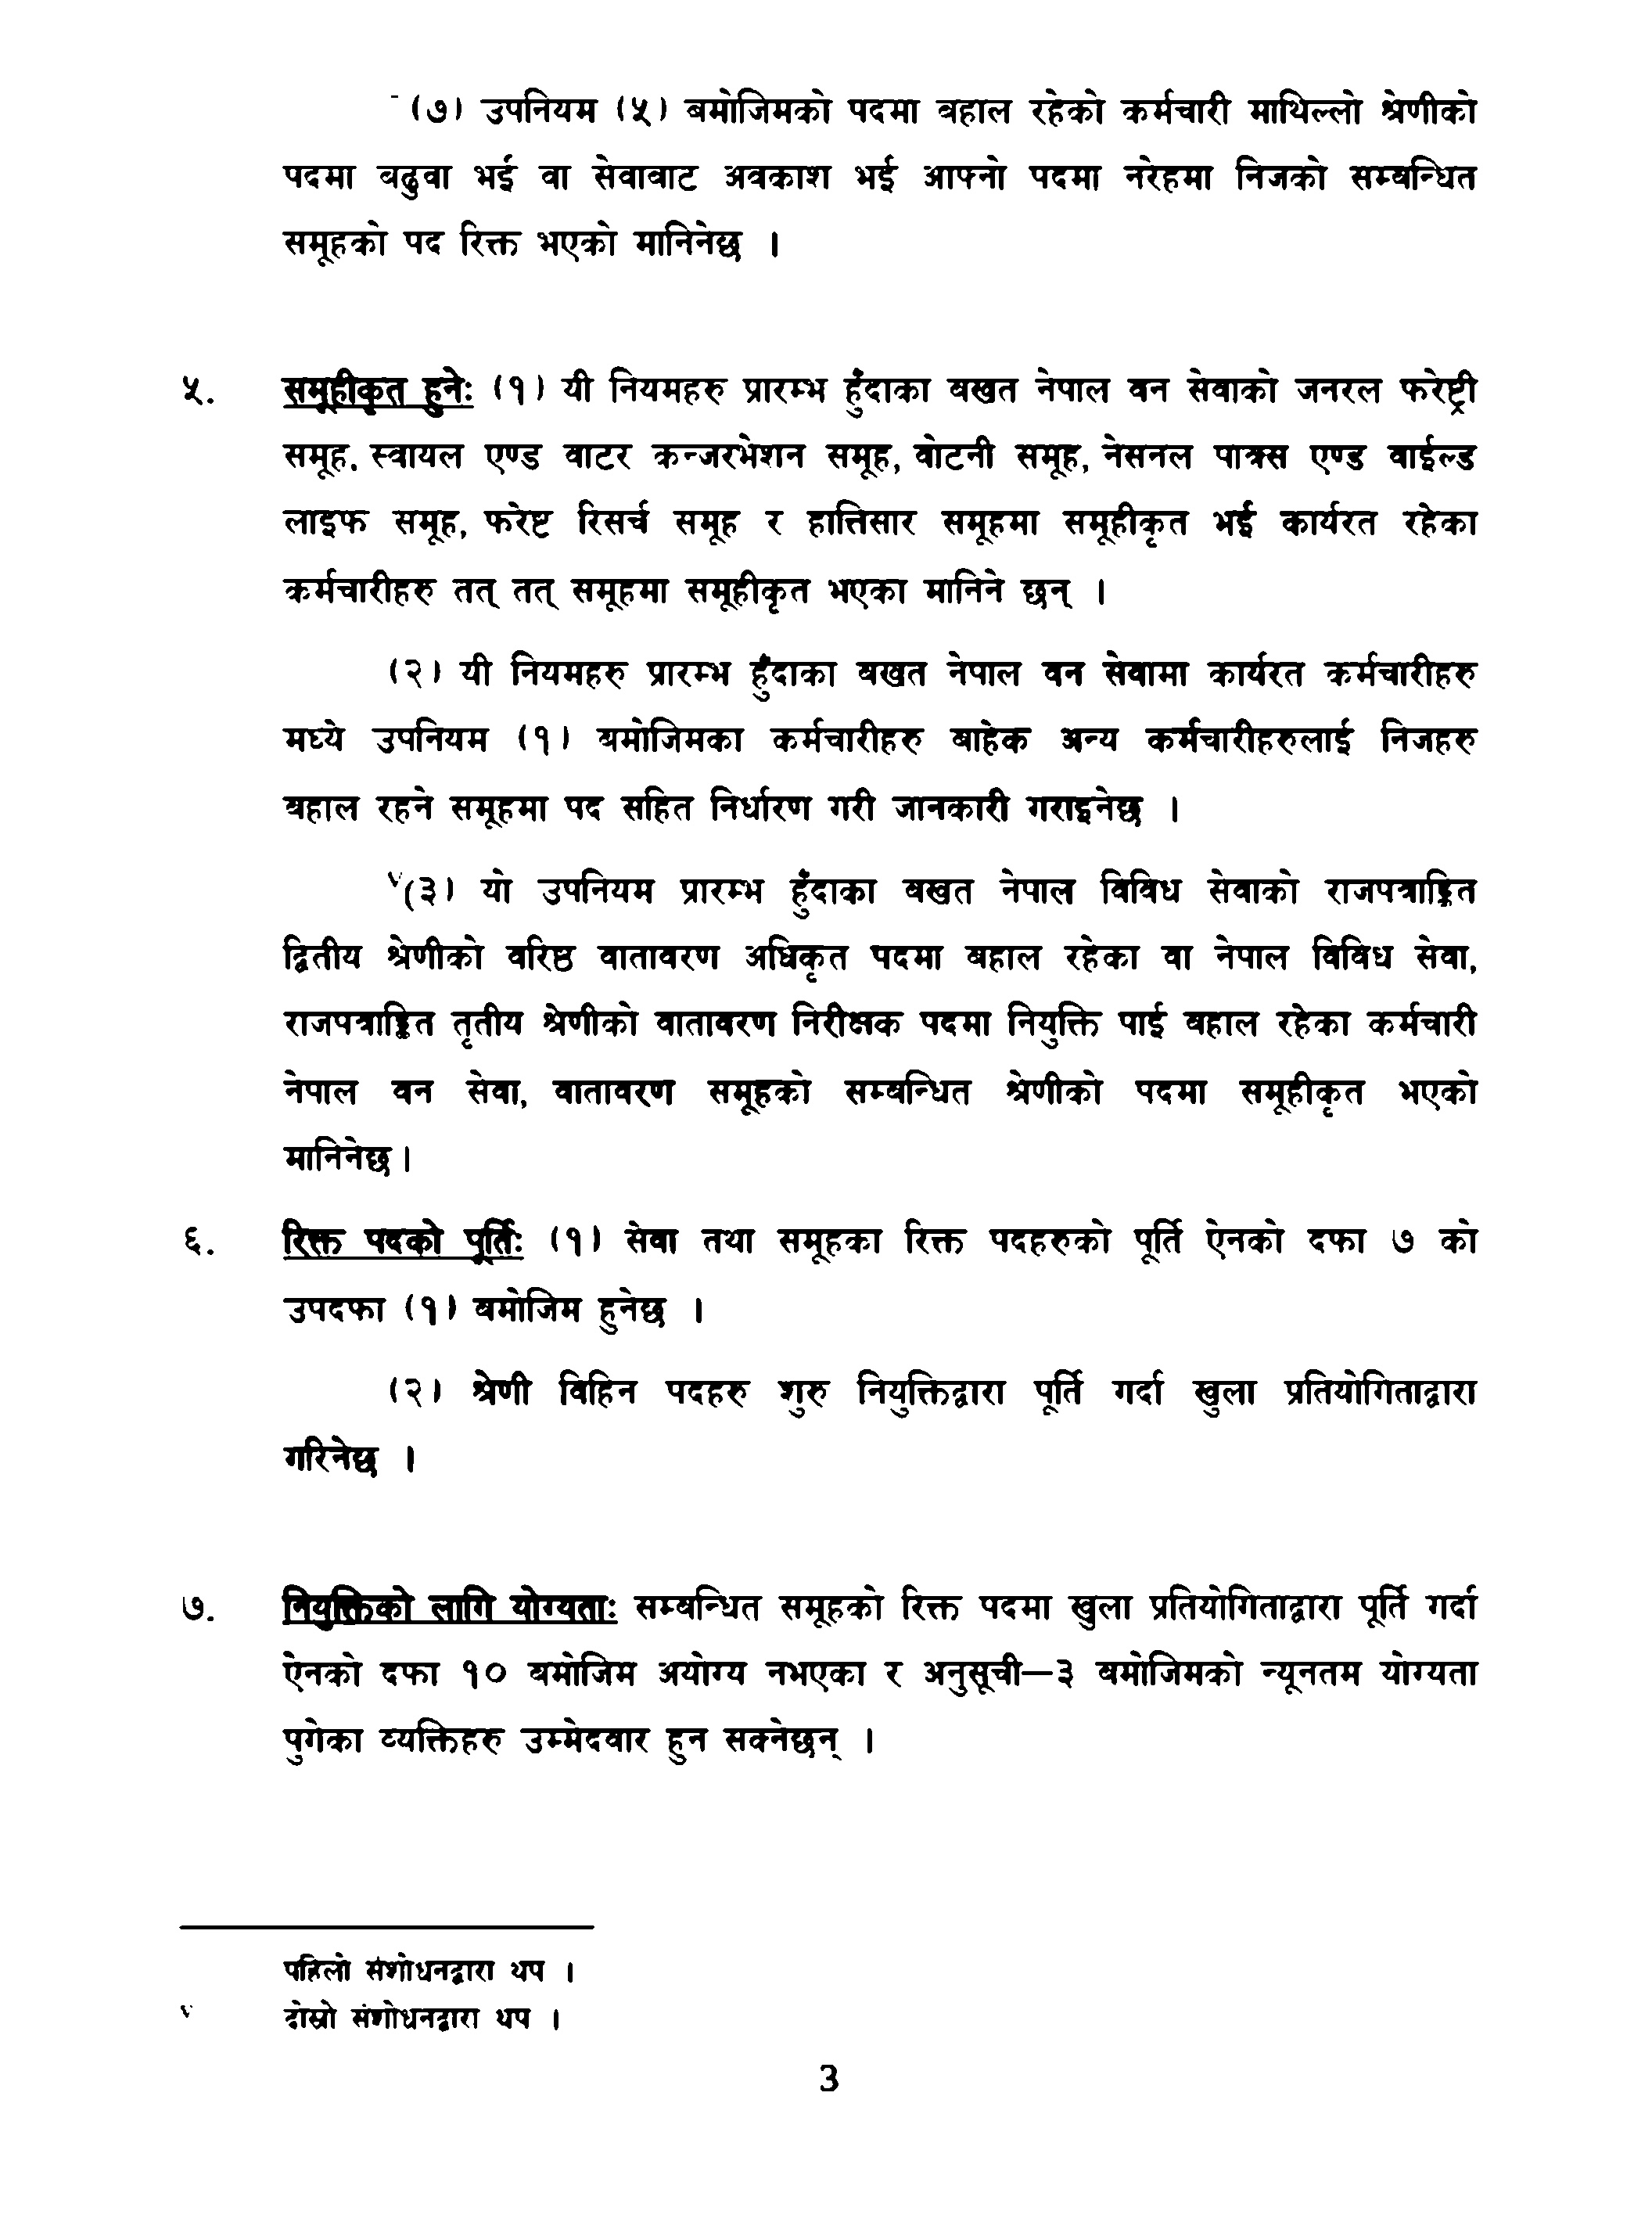 (७) उपनियम (५) बमोजिमको पदमा बहाल रहेको कर्मचारी माथिल्लो श्रेणीको
पदमा बढुवा भई वा सेवाबाट अवकाश भई आफ्नो पदमा नरेहमा निजको सम्बन्धित
समूहको पद रिक्त भएको मानिनेछ ।
५. समूहीकृत हुनेः (१) यी नियमहरु प्रारम्भ हुँदाका बखत नेपाल वन सेवाको जनरल फरेष्ट्री
समूह, स्वायल एण्ड वाटर कन्जरभेशन समूह, वोटनी समूह, नेसनल पाक्र्स एण्ड वाईल्ड
लाइफ समूह, फरेष्ट रिसर्च समूह र हात्तिसार समूहमा समूहीकृत भई कार्यरत रहेका
कर्मचारीहरु तत् तत् समूहमा समूहीकृत भएका मानिने छन् ।
(२) यी नियमहरु प्रारम्भ हुँदाका बखत नेपाल वन सेवामा कार्यरत कर्मचारीहरु
मध्ये उपनियम (१) बमोजिमका कर्मचारीहरु बाहेक अन्य कर्मचारीहरुलाई निजहरु
बहाल रहने समूहमा पद सहित निर्धारण गरी जानकारी गराइनेछ ।
(३) यो उपनियम प्रारम्भ हुँदाका बखत नेपाल विविध सेवाको राजपत्राङ्कित
द्वितीय श्रेणीको वरिष्ठ वातावरण अधिकृत पदमा बहाल रहेका वा नेपाल विविध सेवा,
राजपत्राङ्कित तृतीय श्रेणीको वातावरण निरीक्षक पदमा नियुक्ति पाई बहाल रहेका कर्मचारी
नेपाल वन सेवा, वातावरण समूहको सम्बन्धित श्रेणीको पदमा समूहीकृत भएको
मानिनेछ।
६. रिक्त पदको पूर्तिः (१) सेवा तथा समूहका रिक्त पदहरुको पूर्ति ऐनको दफा ७ को
उपदफा (१) बमोजिम हुनेछ ।
(२) श्रेणी विहिन पदहरु शुरु नियुक्तिद्वारा पूर्ति गर्दा खुला प्रतियोगिताद्वारा
गरिनेछ ।
७. नियुक्तिको लागि योग्यताः सम्बन्धित समूहको रिक्त पदमा खुला प्रतियोगिताद्वारा पूर्ति गर्दा
ऐनको दफा १० बमोजिम अयोग्य नभएका र अनुसूची–३ बमोजिमको न्यूनतम योग्यता
पुगेका व्यक्तिहरु उम्मेदवार हुन सक्नेछन् ।
पहिलो संशोधनद्वारा थप ।
दोस्रो संशोधनद्वारा थप ।
3